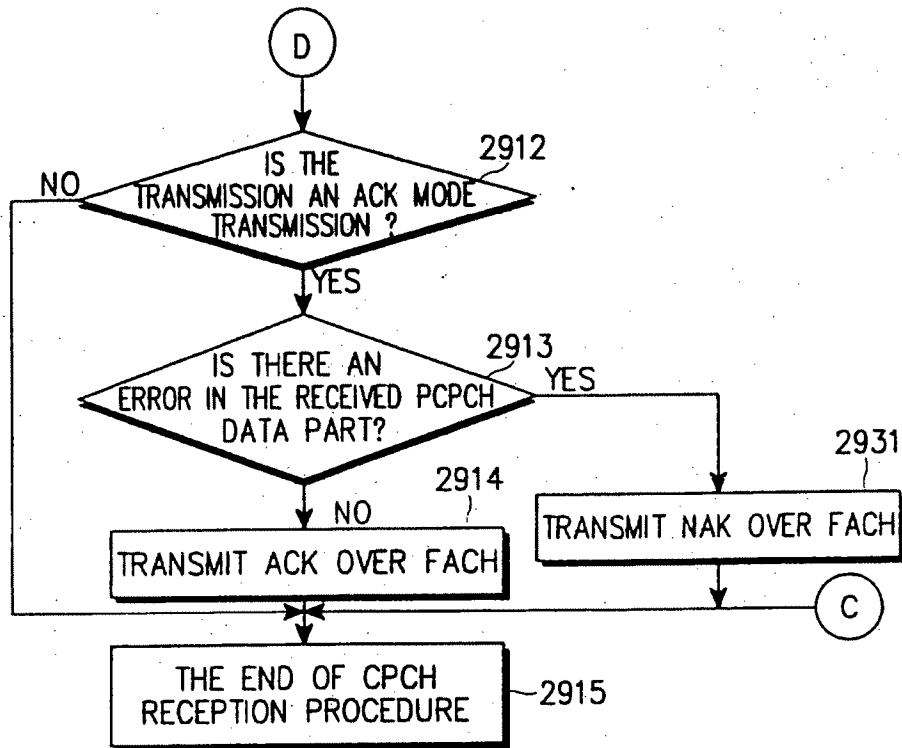 D
IS THE
TRANSMISSION AN ACK MODE
TRANSMISSION ?
2912
NO
YES
IS THERE AN
ERROR IN THE RECEIVED PCPCH
DATA PART?
2913
YES
2931
TRANSMIT NAK OVER FACH
2914
NO
TRANSMIT ACK OVER FACH
C
THE END OF CPCH
RECEPTION PROCEDURE
2915